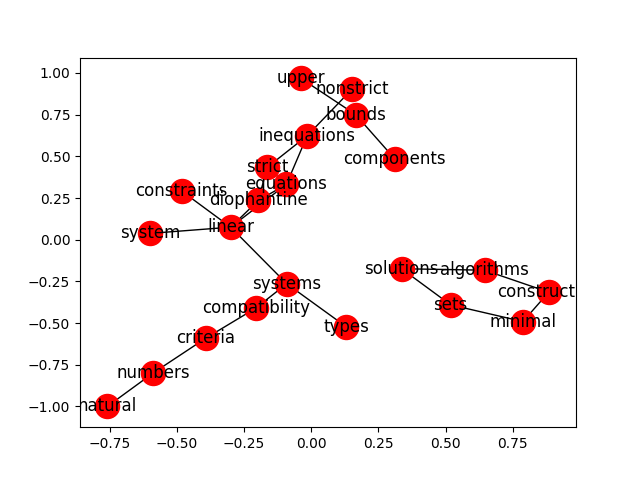 1.00
0.75
0.50
0.25
0.00
−0.25
−0.50
−0.75
−1.00
upper
nonstrict
bounds
inequations
components
strict
equations
constraints
diophantine
linear
system
solutions
algorithms
systems
construct
compatibility
sets
types
minimal
criteria
numbers
natural
−0.75 −0.50 −0.25 0.00 0.25 0.50 0.75